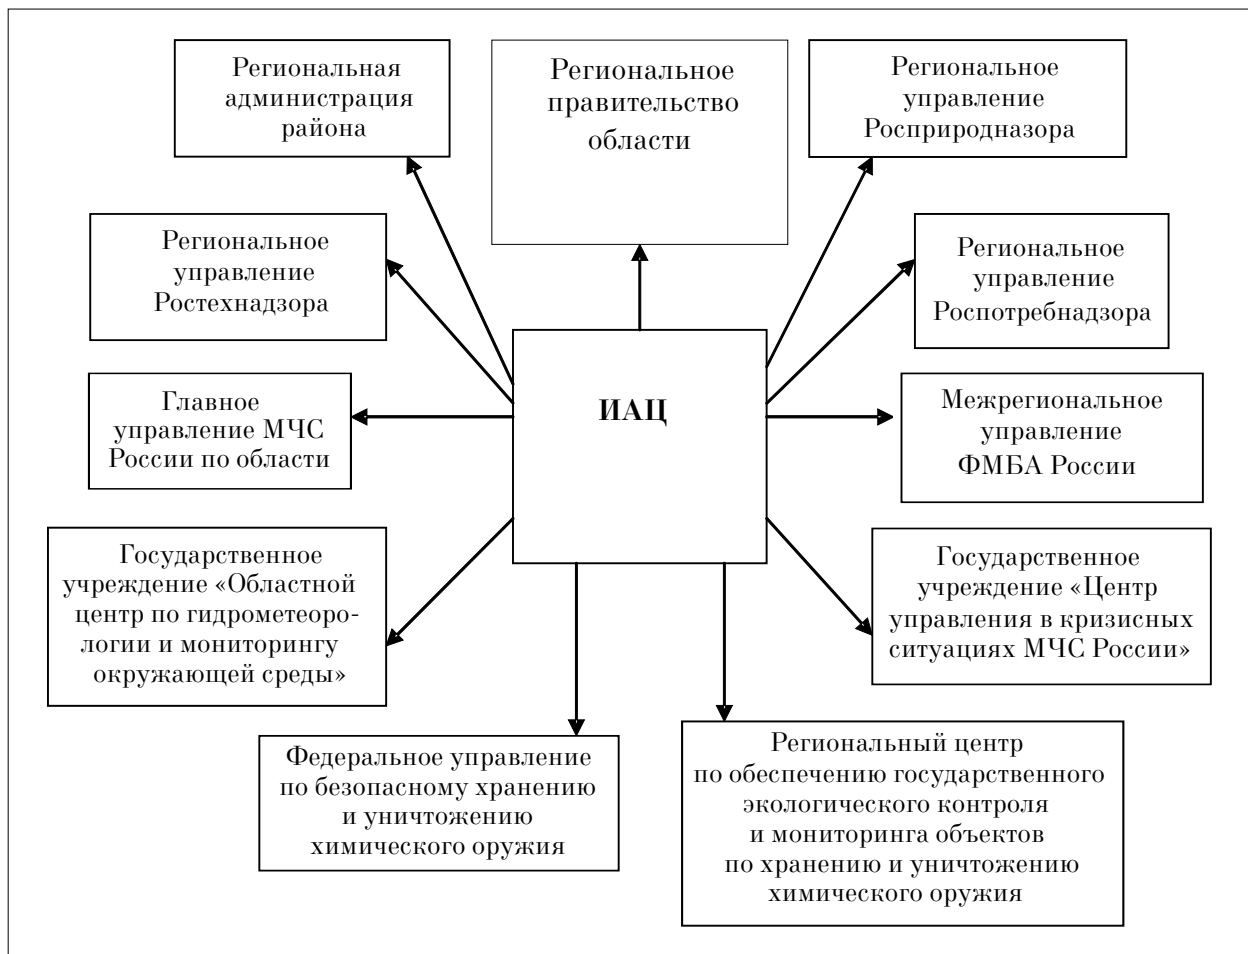 Региональная
администрация
района
Региональное
правительство
области
Региональное
управление
Росприродназора
Региональное
управление
Ростехнадзора
Региональное
управление
Роспотребнадзора
ИАЦ
Главное
управление МЧС
России по области
Межрегиональное
управление
ФМБА России
Государственное
учреждение «Областной
центр по гидрометеоро-
логии и мониторингу
окружающей среды»
Государственное
учреждение «Центр
управления в кризисных
ситуациях МЧС России»
Федеральное управление
по безопасному хранению
и уничтожению
химического оружия
Региональный центр
по обеспечению государственного
экологического контроля
и мониторинга объектов
по хранению и уничтожению
химического оружия